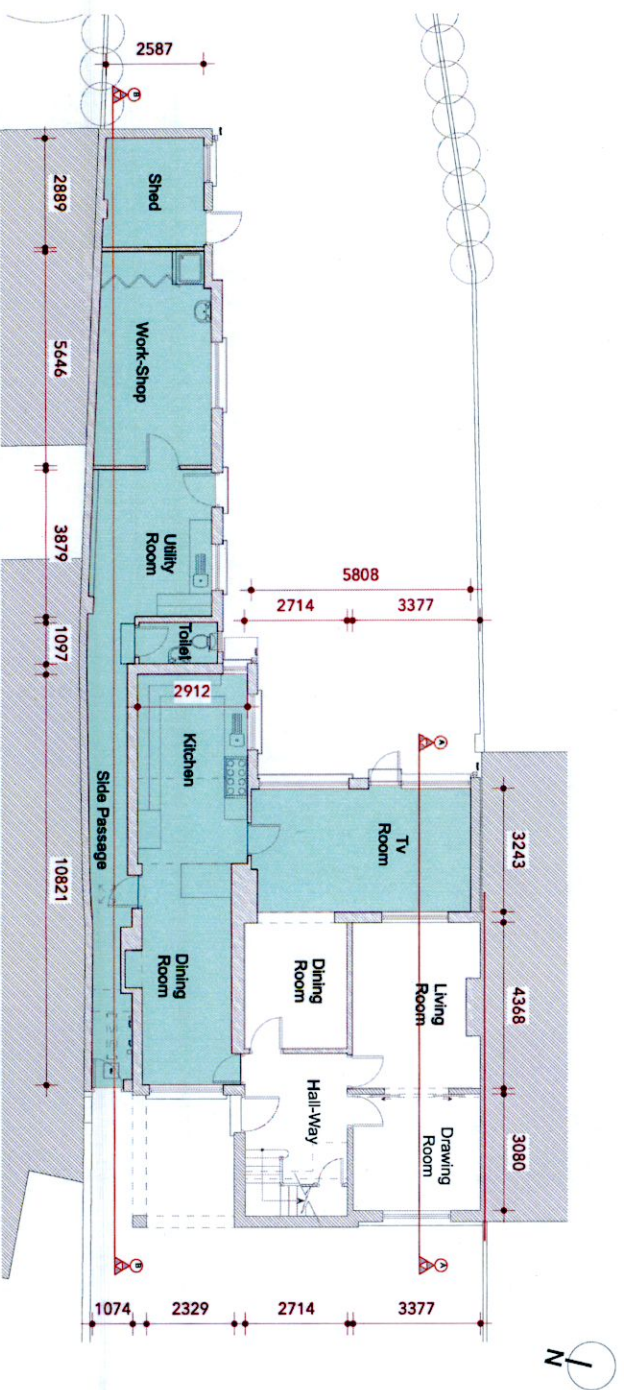 2587
B
2889
5646
3879
1097
10821
Shed
Work-Shop
Utility
Room
Toilet
Side Passage
2912
Kitchen
Dining
Room
5808
2714
3377
A
Tv
Room
3243
4368
3080
Dining
Room
Living
Room
Hall-Way
Drawing
Room
B
A
1074
2329
2714
3377
N